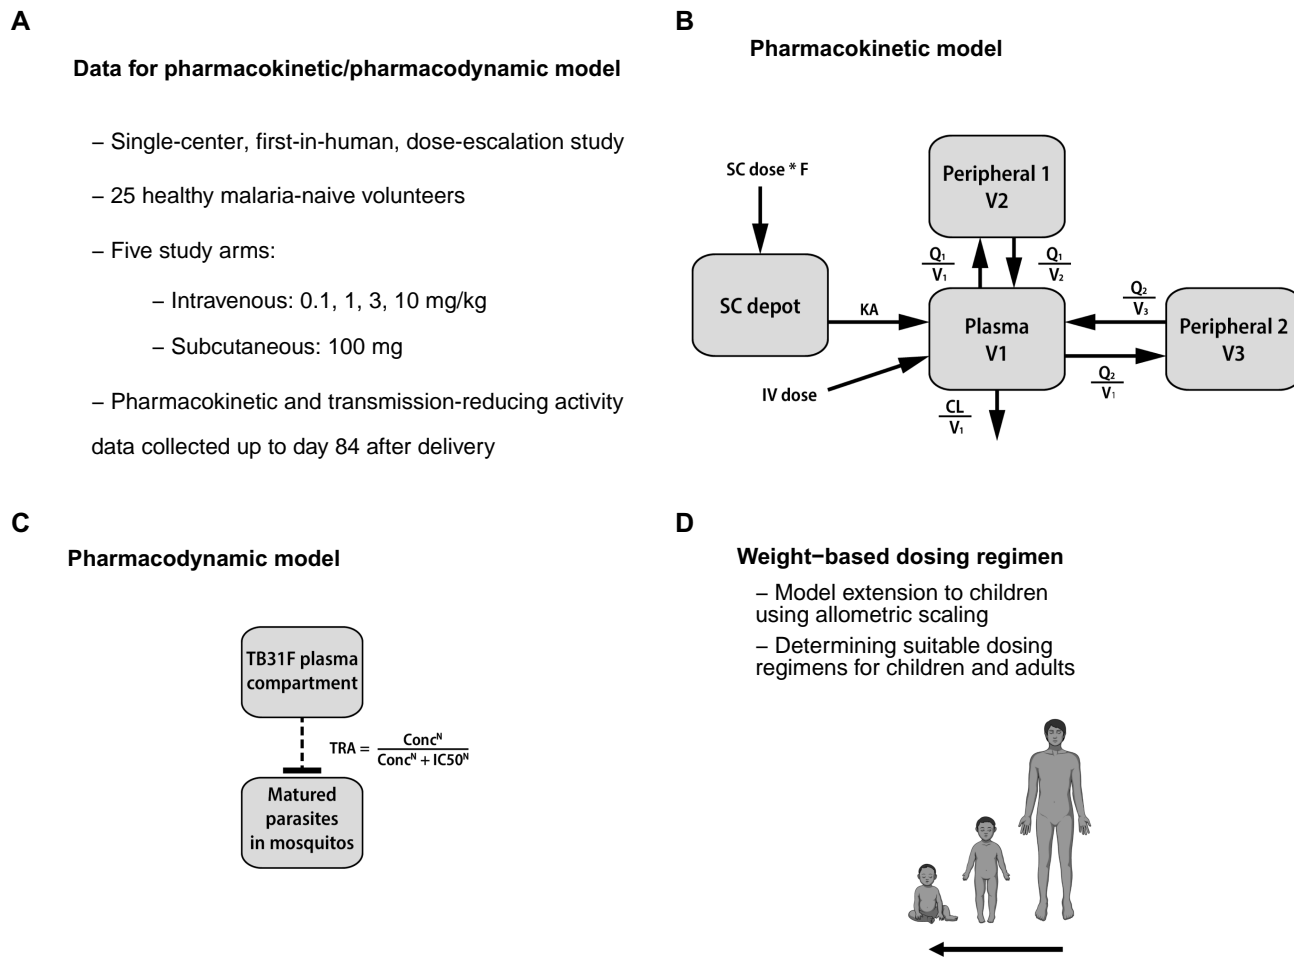 A
Data for pharmacokinetic/pharmacodynamic model
– Single-center, first-in-human, dose-escalation study
– 25 healthy malaria-naive volunteers
– Five study arms:
– Intravenous: 0.1, 1, 3, 10 mg/kg
– Subcutaneous: 100 mg
– Pharmacokinetic and transmission-reducing activity
data collected up to day 84 after delivery
B
Pharmacokinetic model
SC dose * F
Peripheral 1
V2
Q₁
V₁
Q₁
V₂
SC depot
KA
Plasma
V1
Q₂
V₃
Peripheral 2
V3
Q₂
V₁
IV dose
CL
V₁
C
Pharmacodynamic model
TB31F plasma
compartment
TRA = Concᴺ / Concᴺ + IC50ᴺ
Matured
parasites
in mosquitos
D
Weight−based dosing regimen
– Model extension to children
using allometric scaling
– Determining suitable dosing
regimens for children and adults